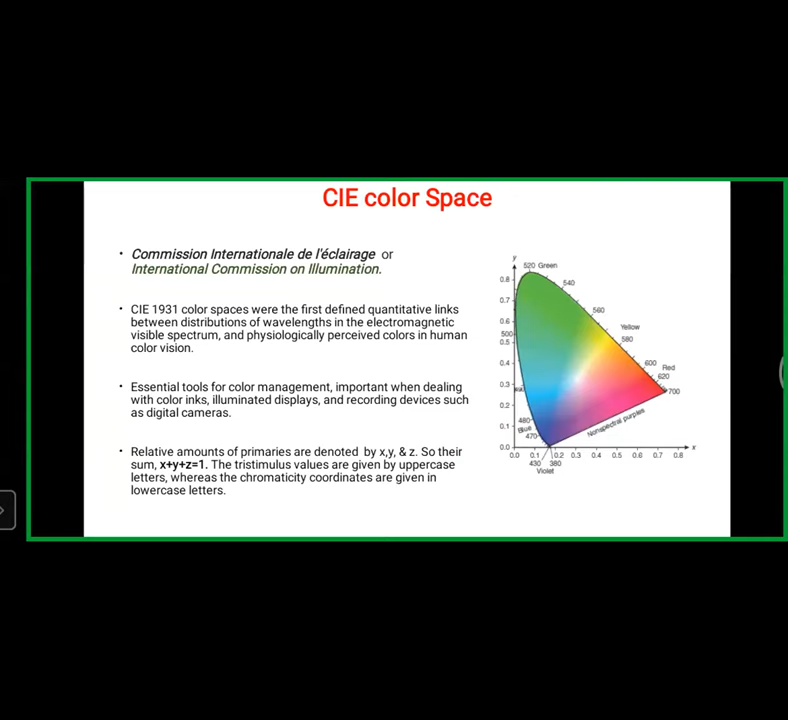 CIE color Space
• Commission Internationale de l'éclairage or
International Commission on Illumination.
• CIE 1931 color spaces were the first defined quantitative links
between distributions of wavelengths in the electromagnetic
visible spectrum, and physiologically perceived colors in human
color vision.
• Essential tools for color management, important when dealing
with color inks, illuminated displays, and recording devices such
as digital cameras.
• Relative amounts of primaries are denoted by x,y, & z. So their
sum, x+y+z=1. The tristimulus values are given by uppercase
letters, whereas the chromaticity coordinates are given in
lowercase letters.
y
520 Green
0.8
540
0.7
560
0.6
Yellow
500
580
0.5
0.4
600
Red
620
0.3
700
0.2
480
0.1
Blue
470
Nonspectral purples
0.0
x
0.0 0.1 0.2 0.3 0.4 0.5 0.6 0.7 0.8
430 380
Violet